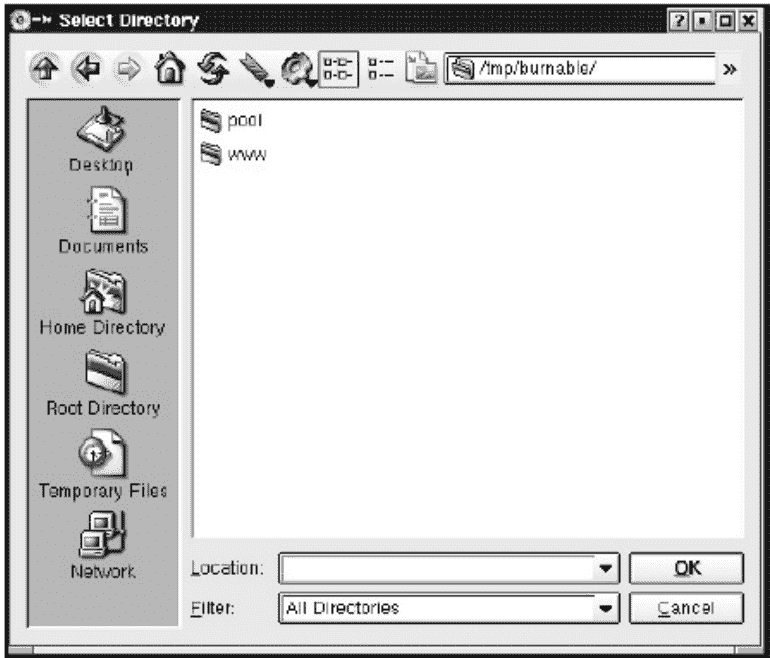 Select Directory
/tmp/burnable/
Desktop
Documents
Home Directory
Root Directory
Temporary Files
Network
pool
www
Location:
OK
Filter:
All Directories
Cancel